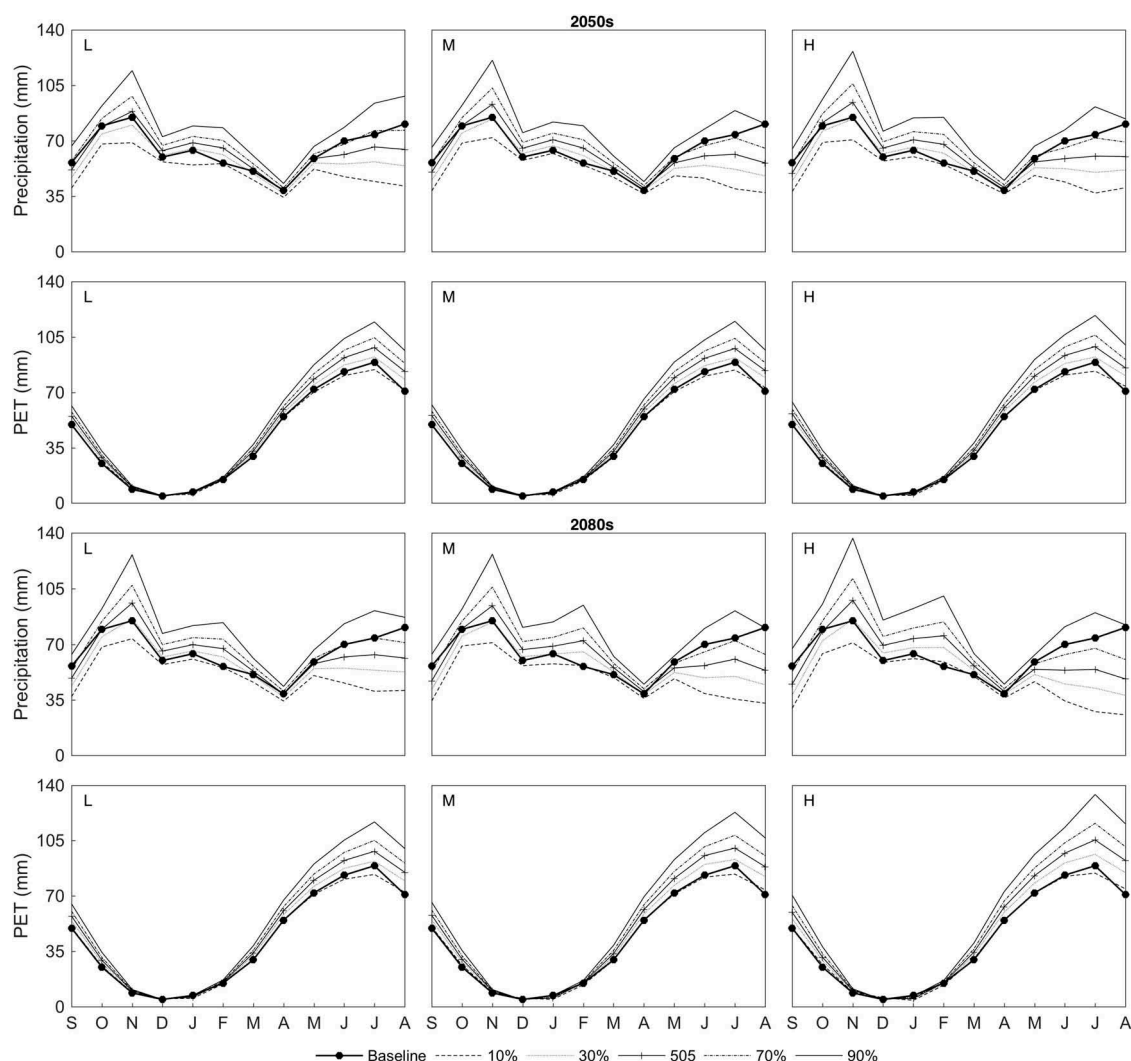 2050s
L M H
140
105
70
35
0
Precipitation (mm)
L M H
140
105
70
35
0
PET (mm)
2080s
L M H
140
105
70
35
0
Precipitation (mm)
L M H
140
105
70
35
0
PET (mm)
S O N D J F M A M J J A S O N D J F M A M J J A S O N D J F M A M J J A
Baseline 10% 30% 505 70% 90%